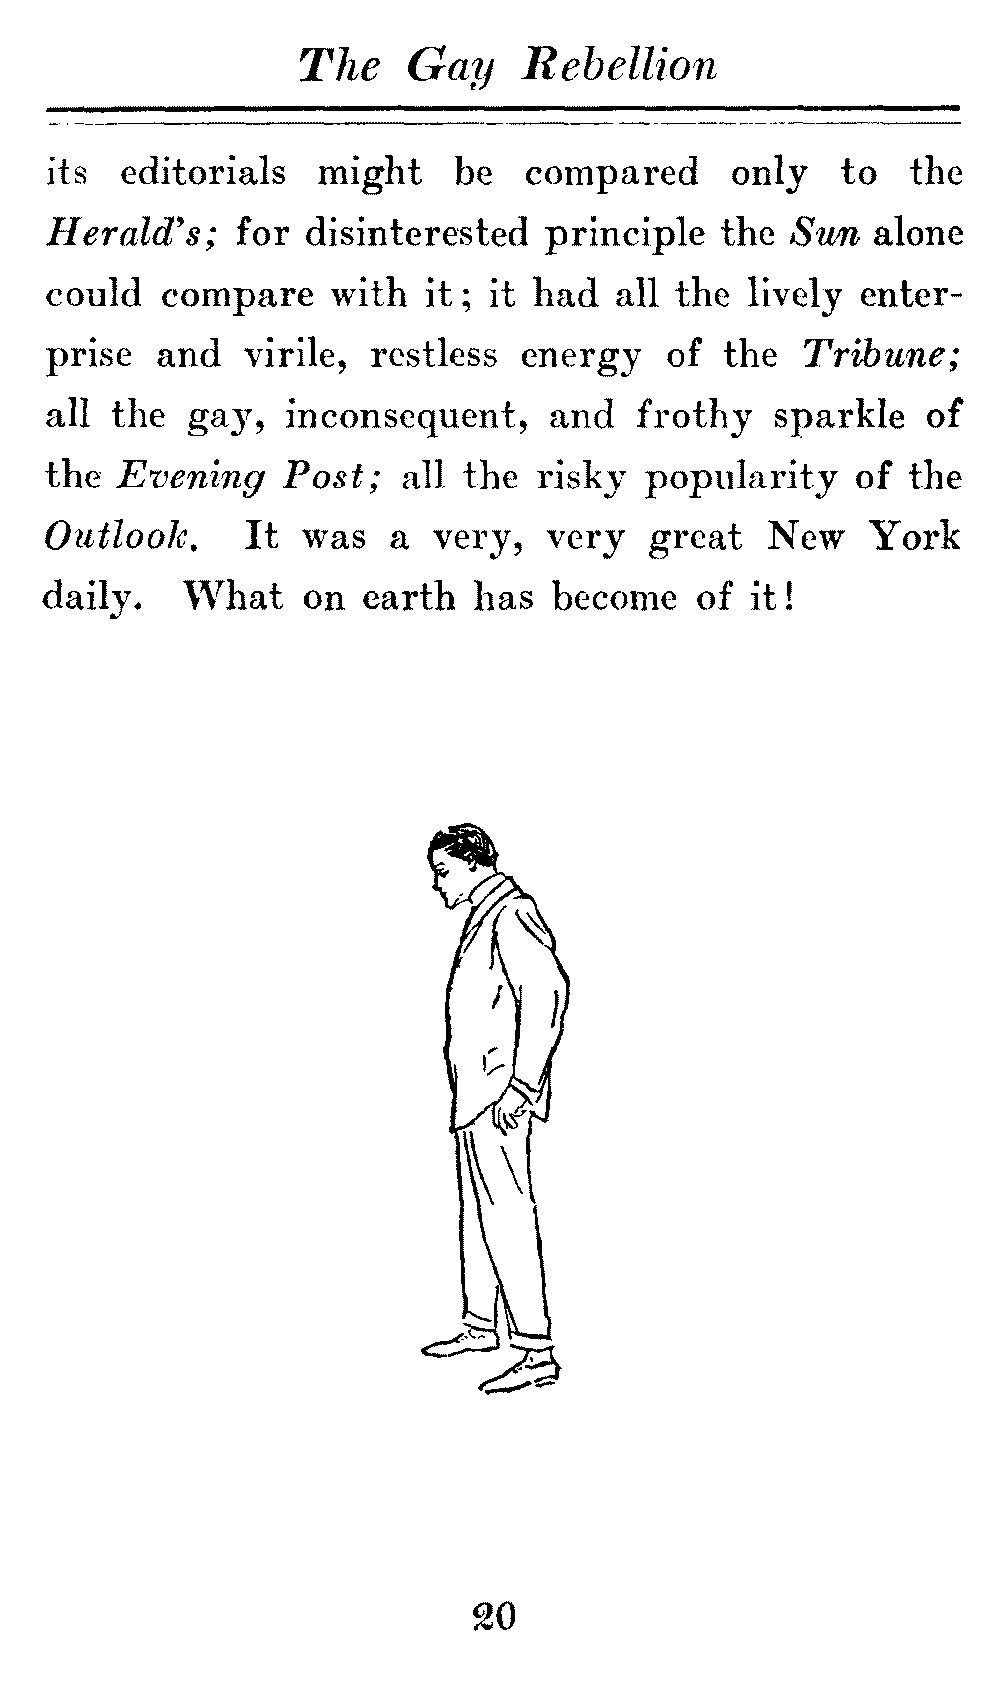 The Gay Rebellion
its editorials might be compared only to the
Herald's; for disinterested principle the Sun alone
could compare with it; it had all the lively enter-
prise and virile, restless energy of the Tribune;
all the gay, inconsequent, and frothy sparkle of
the Evening Post; all the risky popularity of the
Outlook. It was a very, very great New York
daily. What on earth has become of it!
20